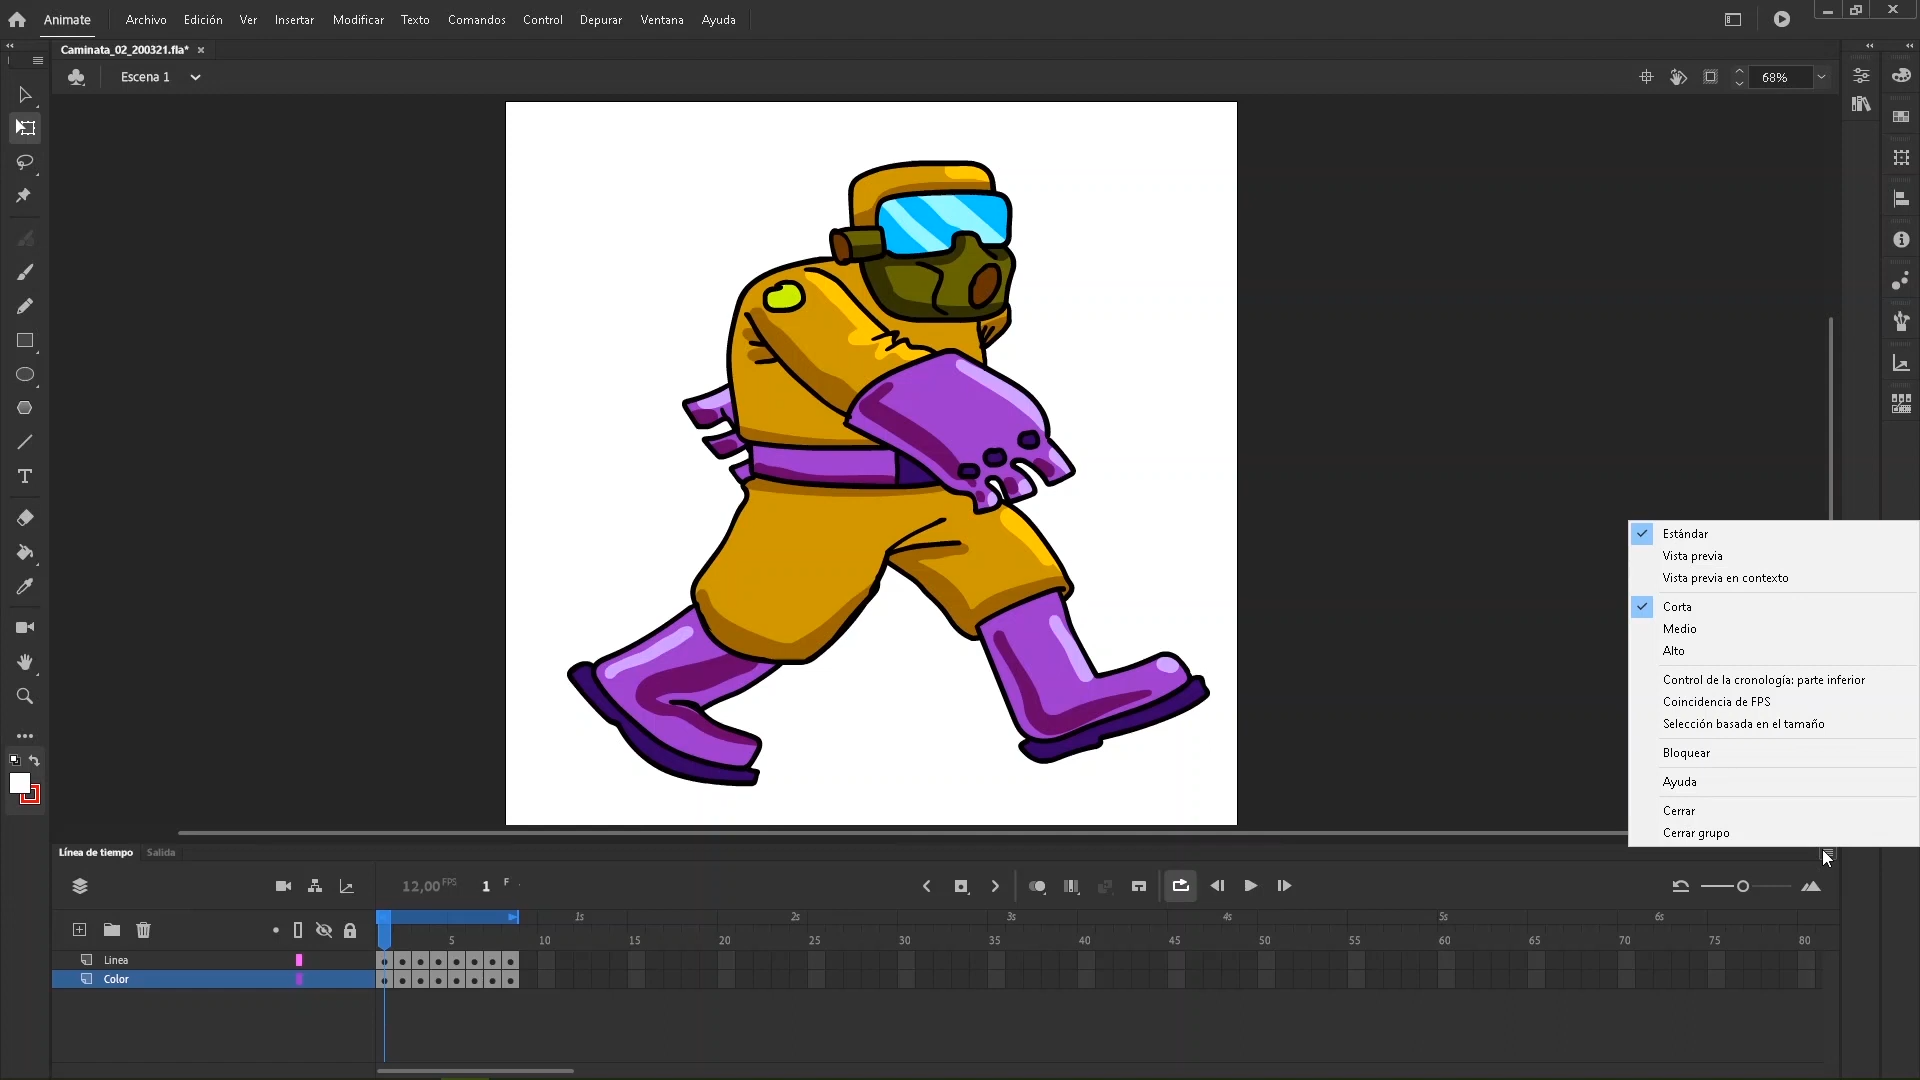 Animate Archivo Edición Ver Insertar Modificar Texto Comandos Control Depurar Ventana Ayuda
Caminata_02_200321.fla*
Escena 1
68%
Estándar
Vista previa
Vista previa en contexto
Corta
Medio
Alto
Control de la cronología: parte inferior
Coincidencia de FPS
Selección basada en el tamaño
Bloquear
Ayuda
Cerrar
Cerrar grupo
Línea de tiempo Salida
12,00 FPS 1 F
1s 2s 3s 4s 5s 6s
5 10 15 20 25 30 35 40 45 50 55 60 65 70 75 80
Linea
Color